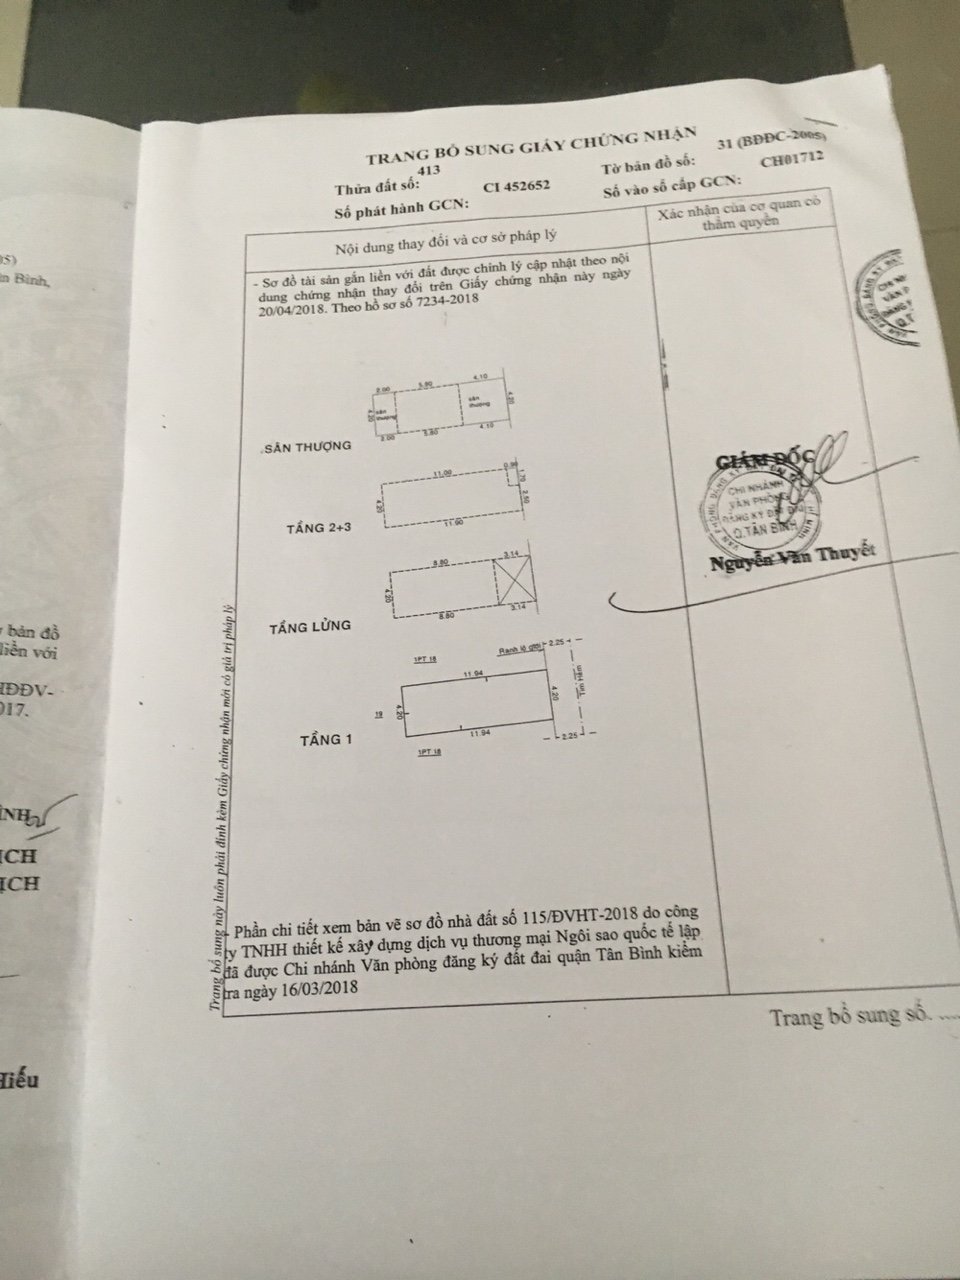 TRANG BỔ SUNG GIẤY CHỨNG NHẬN
Thửa đất số: 413
Tờ bản đồ số: 31 (BĐĐC-2005)
Số phát hành GCN: CI 452652
Số vào sổ cấp GCN: CH01712
Nội dung thay đổi và cơ sở pháp lý
Xác nhận của cơ quan có
thẩm quyền
- Sơ đồ tài sản gắn liền với đất được chỉnh lý cập nhật theo nội
dung chứng nhận thay đổi trên Giấy chứng nhận này ngày
20/04/2018. Theo hồ sơ số 7234-2018
2.00 5.80 4.10
4.20 sân thượng sân thượng 4.20
2.00 5.80 4.10
SÂN THƯỢNG
11.00 0.90
1.70
4.20 2.50
11.90
TẦNG 2+3
8.80 3.14
4.20
8.80 3.14
TẦNG LỬNG
Ranh lộ giới 2.25
1PT 18
11.94
19 4.20 4.20
11.94
TẦNG 1
1PT 18
2.25
GIÁM ĐỐC
CHI NHÁNH
VĂN PHÒNG
ĐĂNG KÝ ĐẤT ĐAI
Q.TÂN BÌNH
Nguyễn Văn Thuyết
Trang bổ sung này luôn phải đính kèm Giấy chứng nhận mới có giá trị pháp lý
- Phần chi tiết xem bản vẽ sơ đồ nhà đất số 115/ĐVHT-2018 do công
ty TNHH thiết kế xây dựng dịch vụ thương mại Ngôi sao quốc tế lập
đã được Chi nhánh Văn phòng đăng ký đất đai quận Tân Bình kiểm
tra ngày 16/03/2018
Trang bổ sung số. ....
05)
ân Bình,
bản đồ
liền với
HĐĐV-
017.
ÌNH
ỊCH
ỊCH
Hiếu